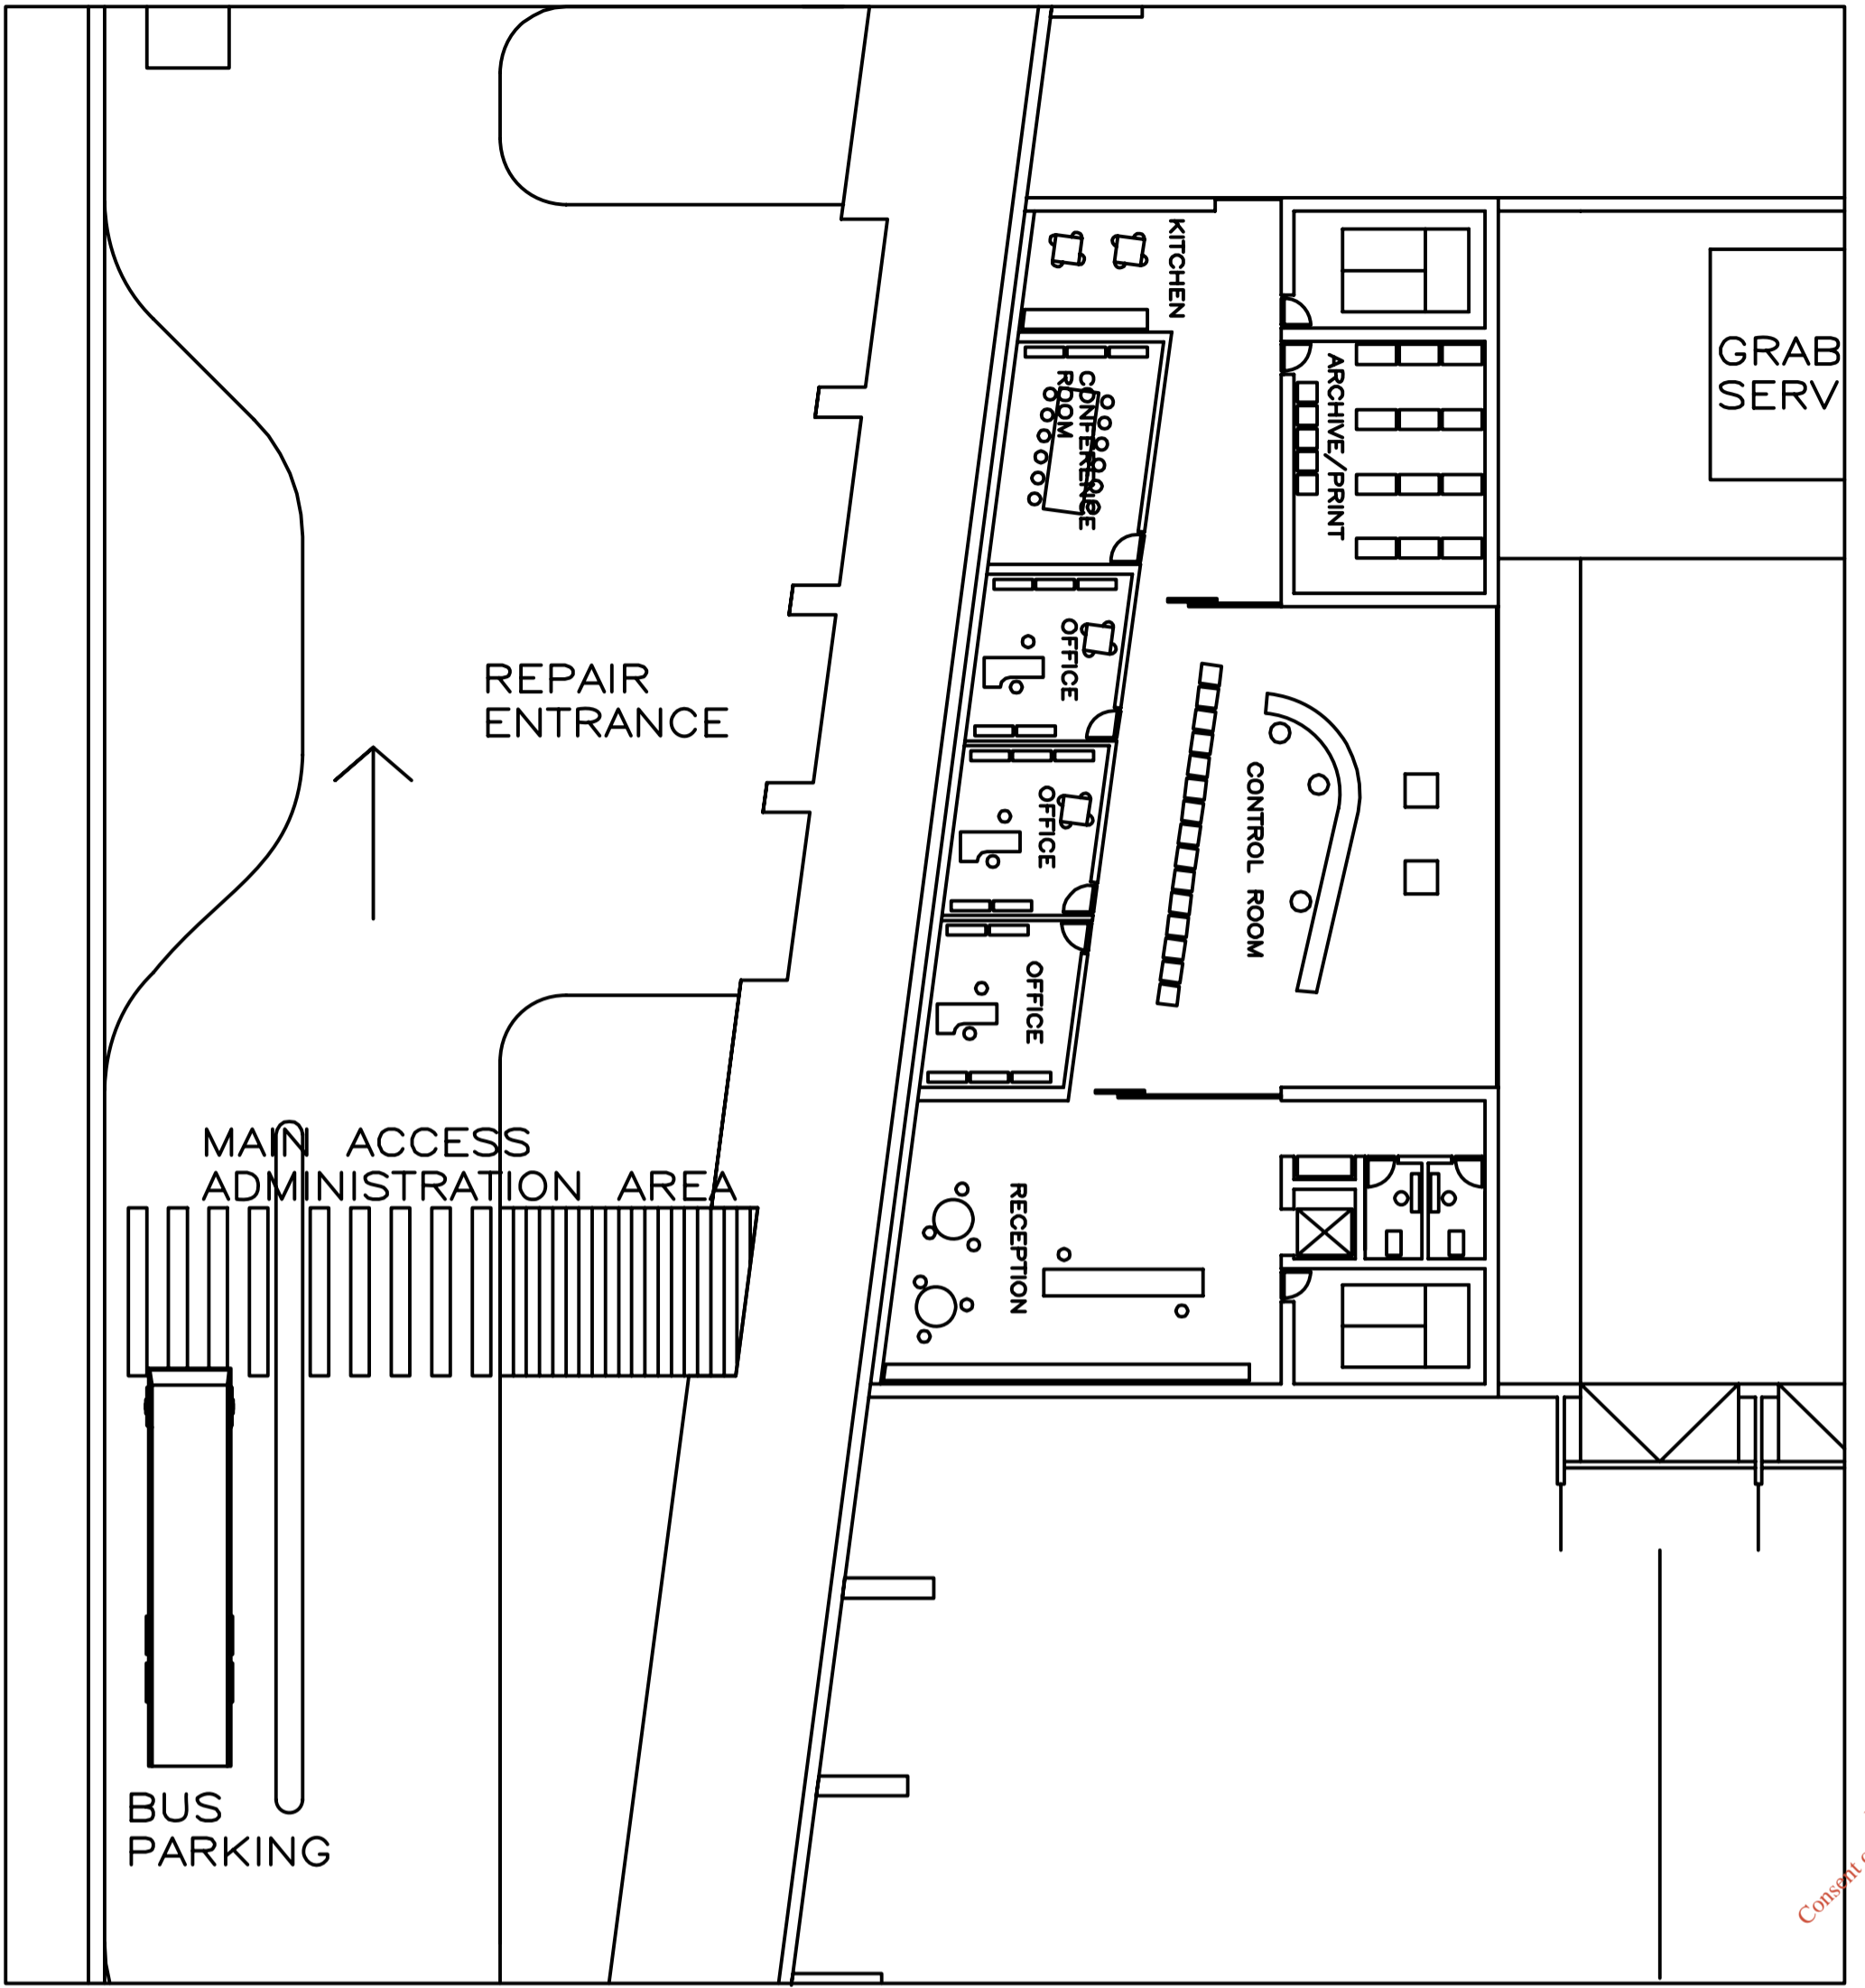 KITCHEN
GRAB
SERV
CONFERENCE
ROOM
ARCHIVE/PRINT
OFFICE
REPAIR
ENTRANCE
OFFICE
CONTROL ROOM
OFFICE
MAIN ACCESS
ADMINISTRATION AREA
RECEPTION
BUS
PARKING
Consent